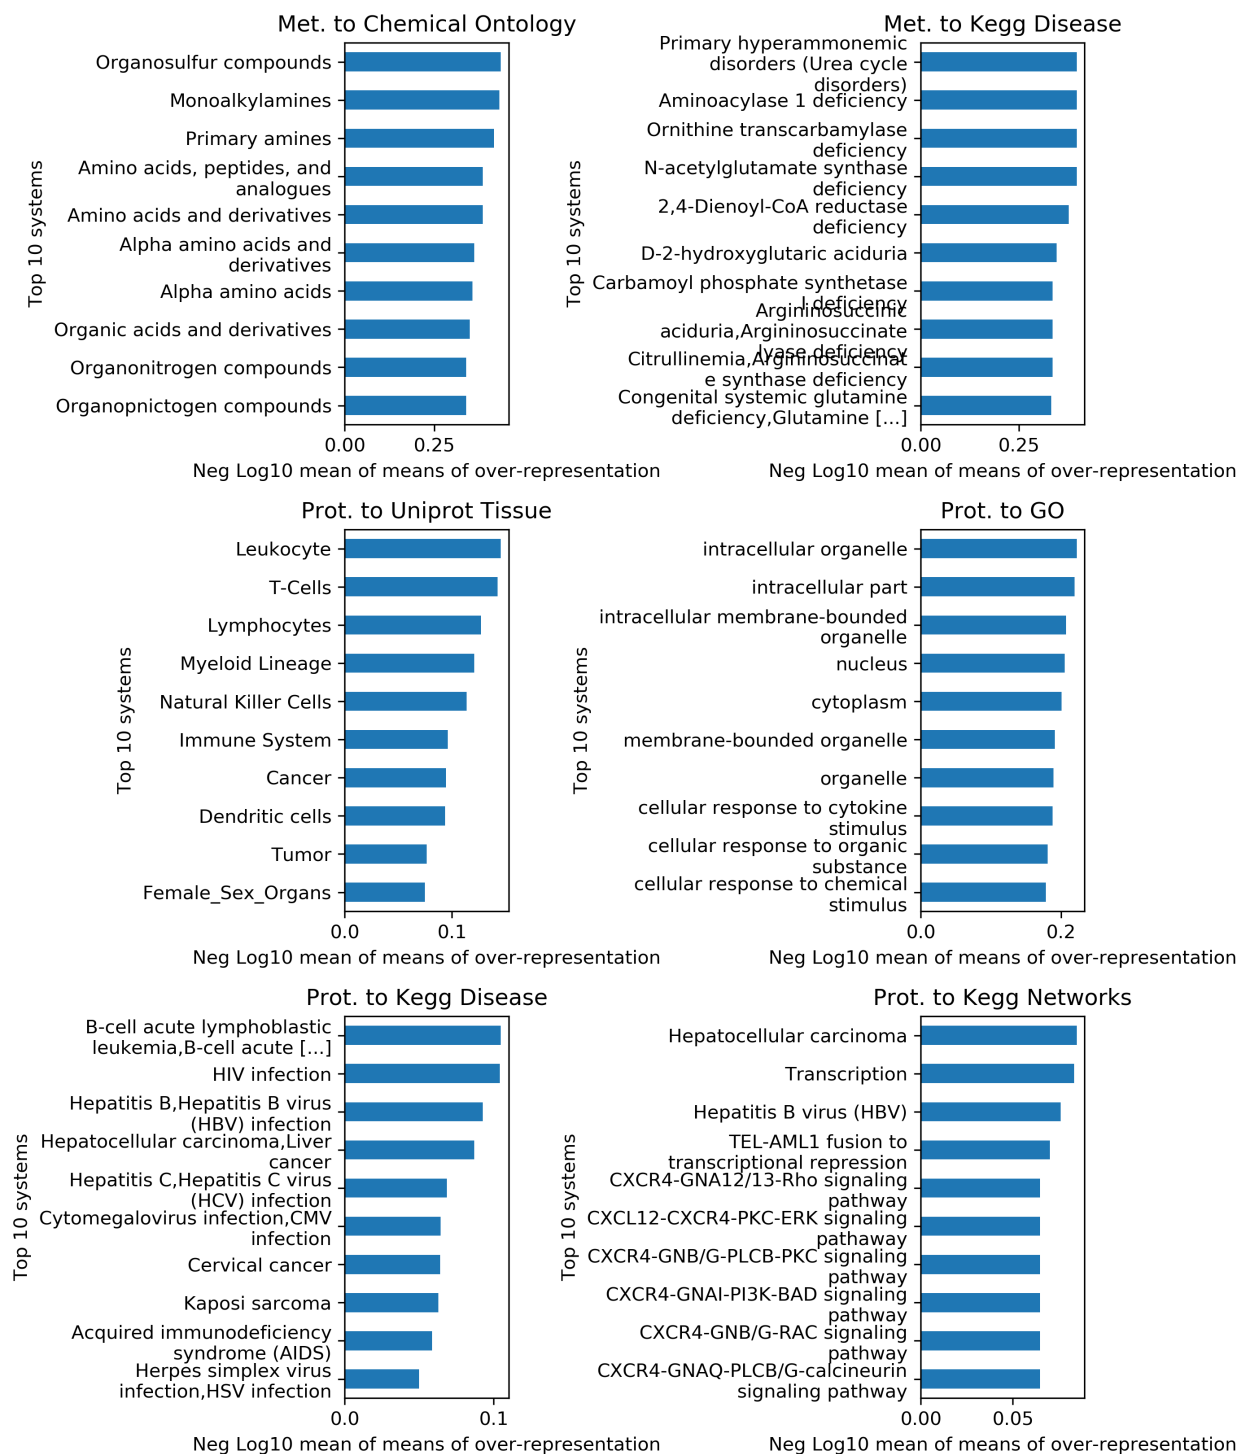 Met. to Chemical Ontology
Top 10 systems
Organosulfur compounds
Monoalkylamines
Primary amines
Amino acids, peptides, and
analogues
Amino acids and derivatives
Alpha amino acids and
derivatives
Alpha amino acids
Organic acids and derivatives
Organonitrogen compounds
Organopnictogen compounds
0.00
0.25
Neg Log10 mean of means of over-representation
Met. to Kegg Disease
Top 10 systems
Primary hyperammonemic
disorders (Urea cycle
disorders)
Aminoacylase 1 deficiency
Ornithine transcarbamylase
deficiency
N-acetylglutamate synthase
deficiency
2,4-Dienoyl-CoA reductase
deficiency
D-2-hydroxyglutaric aciduria
Carbamoyl phosphate synthetase
I deficiency
Argininosuccinic
aciduria,Argininosuccinate
lyase deficiency
Citrullinemia,Argininosuccinat
e synthase deficiency
Congenital systemic glutamine
deficiency,Glutamine [...]
0.00
0.25
Neg Log10 mean of means of over-representation
Prot. to Uniprot Tissue
Top 10 systems
Leukocyte
T-Cells
Lymphocytes
Myeloid Lineage
Natural Killer Cells
Immune System
Cancer
Dendritic cells
Tumor
Female_Sex_Organs
0.0
0.1
Neg Log10 mean of means of over-representation
Prot. to GO
Top 10 systems
intracellular organelle
intracellular part
intracellular membrane-bounded
organelle
nucleus
cytoplasm
membrane-bounded organelle
organelle
cellular response to cytokine
stimulus
cellular response to organic
substance
cellular response to chemical
stimulus
0.0
0.2
Neg Log10 mean of means of over-representation
Prot. to Kegg Disease
Top 10 systems
B-cell acute lymphoblastic
leukemia,B-cell acute [...]
HIV infection
Hepatitis B,Hepatitis B virus
(HBV) infection
Hepatocellular carcinoma,Liver
cancer
Hepatitis C,Hepatitis C virus
(HCV) infection
Cytomegalovirus infection,CMV
infection
Cervical cancer
Kaposi sarcoma
Acquired immunodeficiency
syndrome (AIDS)
Herpes simplex virus
infection,HSV infection
0.0
0.1
Neg Log10 mean of means of over-representation
Prot. to Kegg Networks
Top 10 systems
Hepatocellular carcinoma
Transcription
Hepatitis B virus (HBV)
TEL-AML1 fusion to
transcriptional repression
CXCR4-GNA12/13-Rho signaling
pathway
CXCL12-CXCR4-PKC-ERK signaling
pathaway
CXCR4-GNB/G-PLCB-PKC signaling
pathway
CXCR4-GNAI-PI3K-BAD signaling
pathway
CXCR4-GNB/G-RAC signaling
pathway
CXCR4-GNAQ-PLCB/G-calcineurin
signaling pathway
0.00
0.05
Neg Log10 mean of means of over-representation